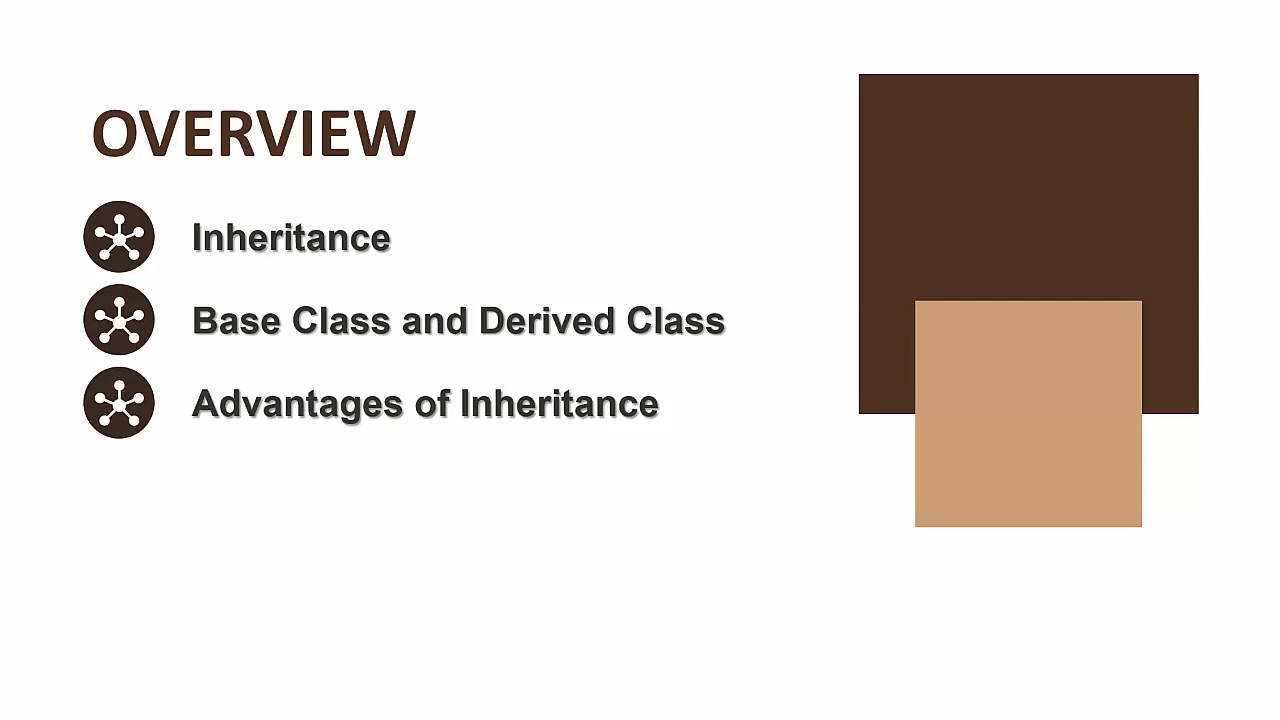 OVERVIEW
Inheritance
Base Class and Derived Class
Advantages of Inheritance